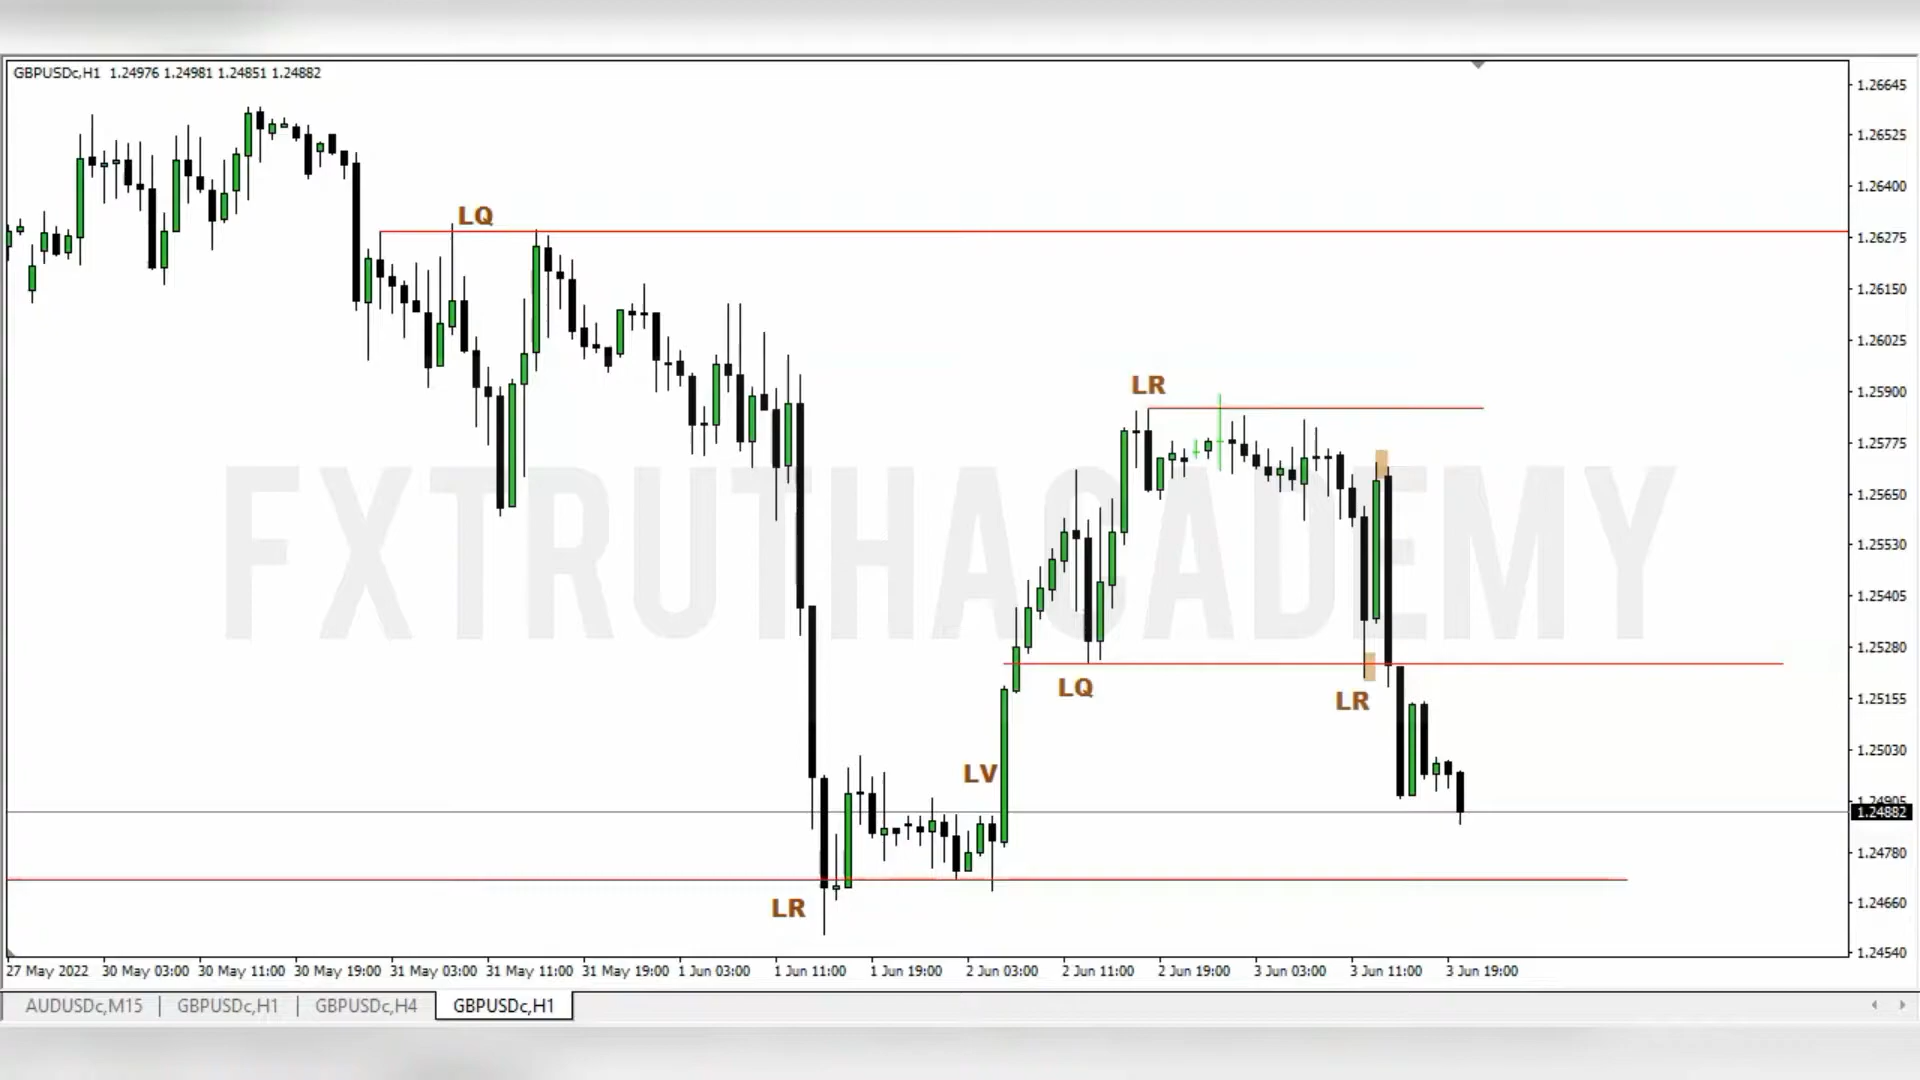 GBPUSDc,H1 1.24976 1.24981 1.24851 1.24882
1.26645
1.26525
1.26400
LQ
1.26275
1.26150
1.26025
LR
1.25900
1.25775
FXTRUTHACADEMY
1.25650
1.25530
1.25405
1.25280
LQ
LR
1.25155
1.25030
LV
1.24905
1.24882
1.24780
LR
1.24660
1.24540
27 May 2022 30 May 03:00 30 May 11:00 30 May 19:00 31 May 03:00 31 May 11:00 31 May 19:00 1 Jun 03:00 1 Jun 11:00 1 Jun 19:00 2 Jun 03:00 2 Jun 11:00 2 Jun 19:00 3 Jun 03:00 3 Jun 11:00 3 Jun 19:00
AUDUSDc,M15 | GBPUSDc,H1 | GBPUSDc,H4 GBPUSDc,H1